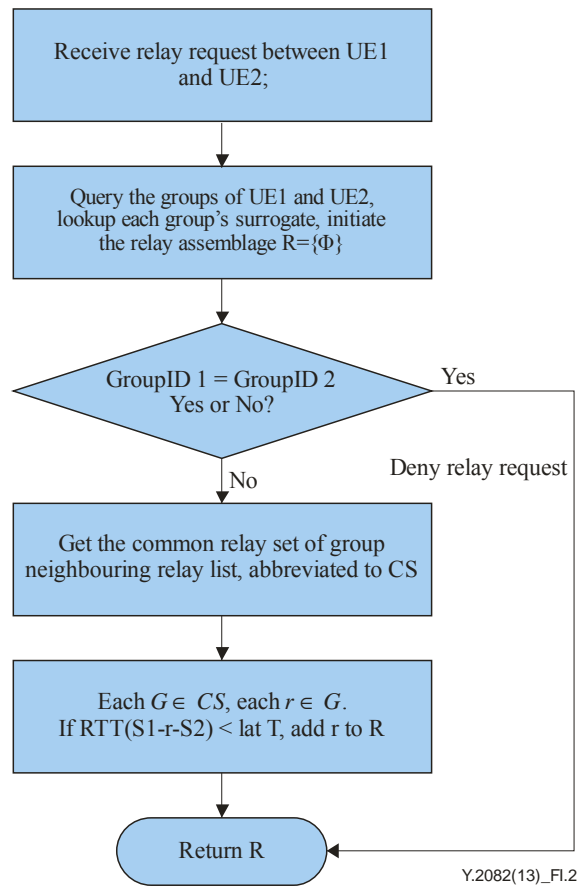 Receive relay request between UE1
and UE2;
Query the groups of UE1 and UE2,
lookup each group's surrogate, initiate
the relay assemblage R={Φ}
GroupID 1 = GroupID 2
Yes or No?
Yes
Deny relay request
No
Get the common relay set of group
neighbouring relay list, abbreviated to CS
Each G ∈ CS, each r ∈ G.
If RTT(S1-r-S2) < lat T, add r to R
Return R
Y.2082(13)_FI.2